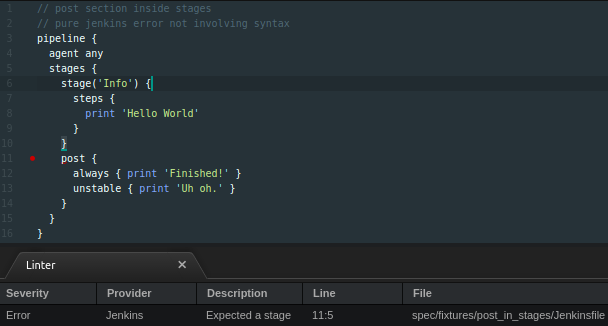 1 // post section inside stages
2 // pure jenkins error not involving syntax
3 pipeline {
4 agent any
5 stages {
6 stage('Info') {
7 steps {
8 print 'Hello World'
9 }
10 }
11 post {
12 always { print 'Finished!' }
13 unstable { print 'Uh oh.' }
14 }
15 }
16 }
Linter ×
Severity Provider Description Line File
Error Jenkins Expected a stage 11:5 spec/fixtures/post_in_stages/Jenkinsfile